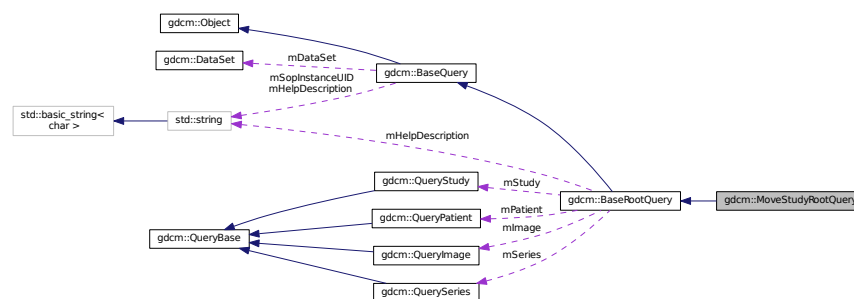 gdcm::Object
gdcm::DataSet
mDataSet
gdcm::BaseQuery
mSopInstanceUID
mHelpDescription
std::basic_string<
char >
std::string
mHelpDescription
gdcm::QueryStudy
mStudy
gdcm::BaseRootQuery
gdcm::MoveStudyRootQuery
mPatient
gdcm::QueryPatient
mImage
gdcm::QueryBase
gdcm::QueryImage
mSeries
gdcm::QuerySeries